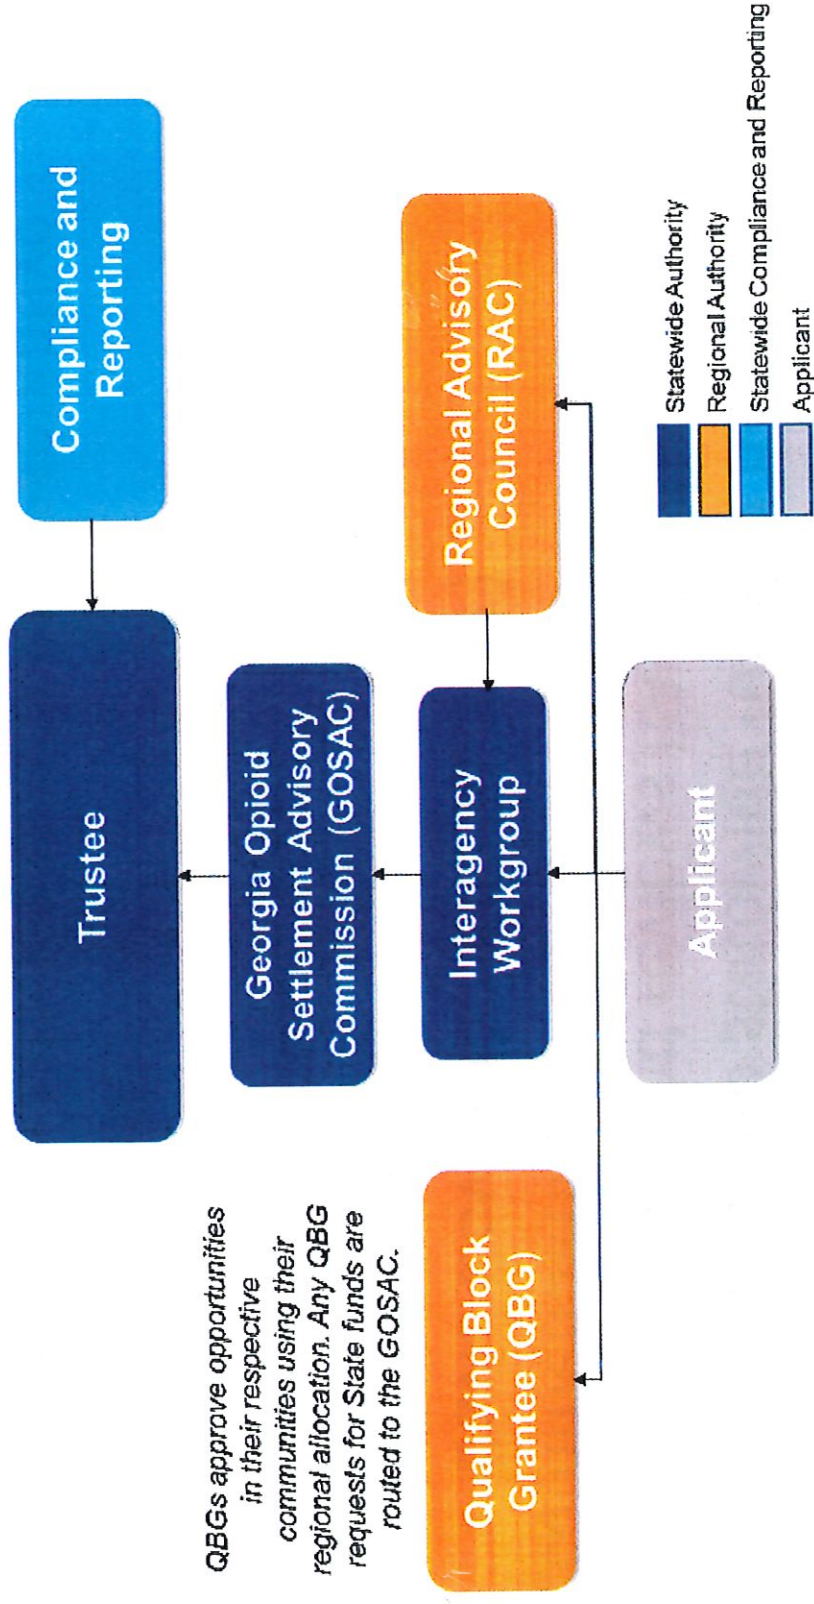 Compliance and
Reporting
Trustee
Georgia Opioid
Settlement Advisory
Commission (GOSAC)
QBGs approve opportunities
in their respective
communities using their
regional allocation. Any QBG
requests for State funds are
routed to the GOSAC.
Qualifying Block
Grantee (QBG)
Interagency
Workgroup
Regional Advisory
Council (RAC)
Applicant
Statewide Authority
Regional Authority
Statewide Compliance and Reporting
Applicant